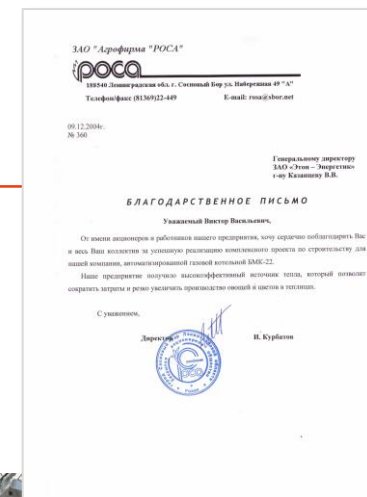 ЗАО "Агрофирма "РОСА"
РОСА
188540 Ленинградская обл. г. Сосновый Бор ул. Набережная 49 "А"
Телефон/факс (81369)22-449 E-mail: rosa@sbor.net
09.12.2004г.
№ 360
Генеральному директору
ЗАО «Этон – Энергетик»
г-ну Казанцеву В.В.
БЛАГОДАРСТВЕННОЕ ПИСЬМО
Уважаемый Виктор Васильевич,
От имени акционеров и работников нашего предприятия, хочу сердечно поблагодарить Вас
и весь Ваш коллектив за успешную реализацию комплексного проекта по строительству для
нашей компании, автоматизированной газовой котельной БМК-22.
Наше предприятие получило высокоэффективный источник тепла, который позволит
сократить затраты и резко увеличить производство овощей и цветов в теплицах.
С уважением,
Директор И. Курбатов
РОСА